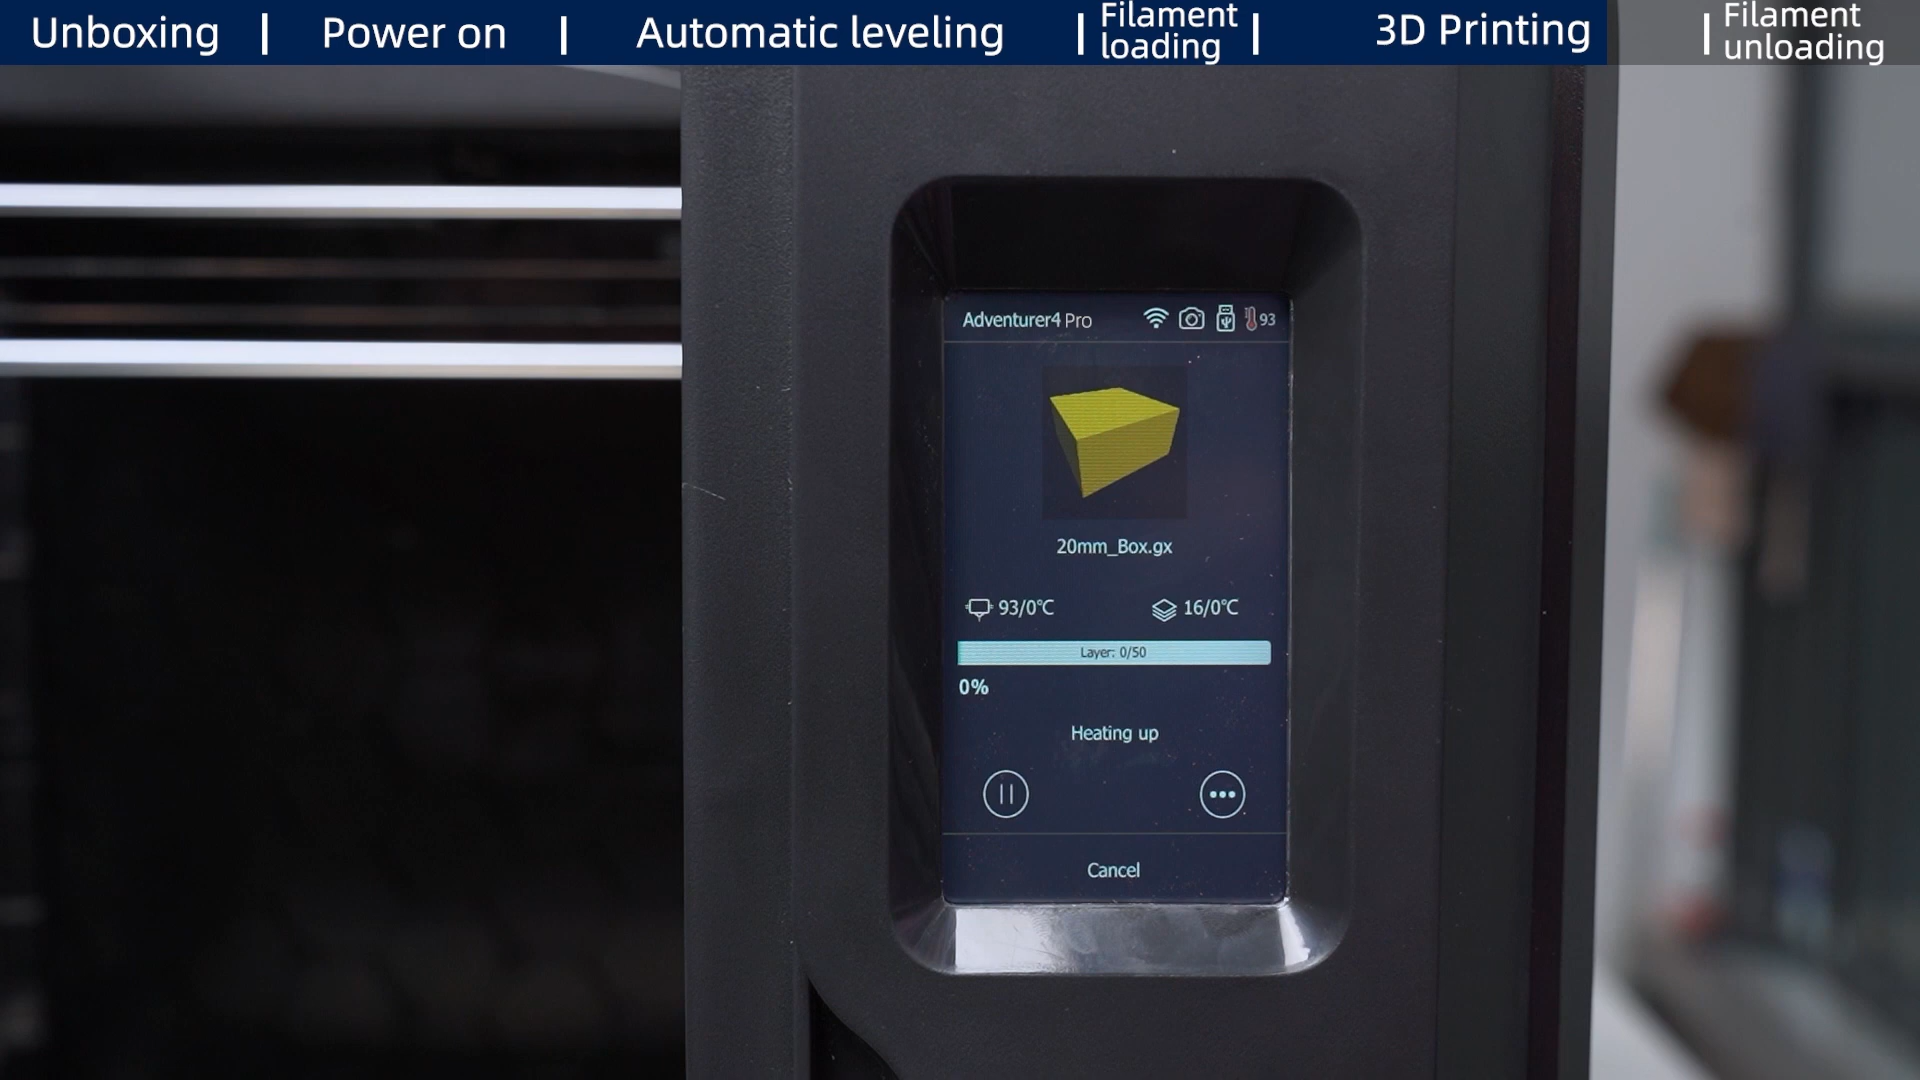 Unboxing | Power on | Automatic leveling | Filament loading | 3D Printing | Filament unloading
Adventurer4 Pro 93
20mm_Box.gx
93/0℃ 16/0℃
Layer: 0/50
0%
Heating up
Cancel